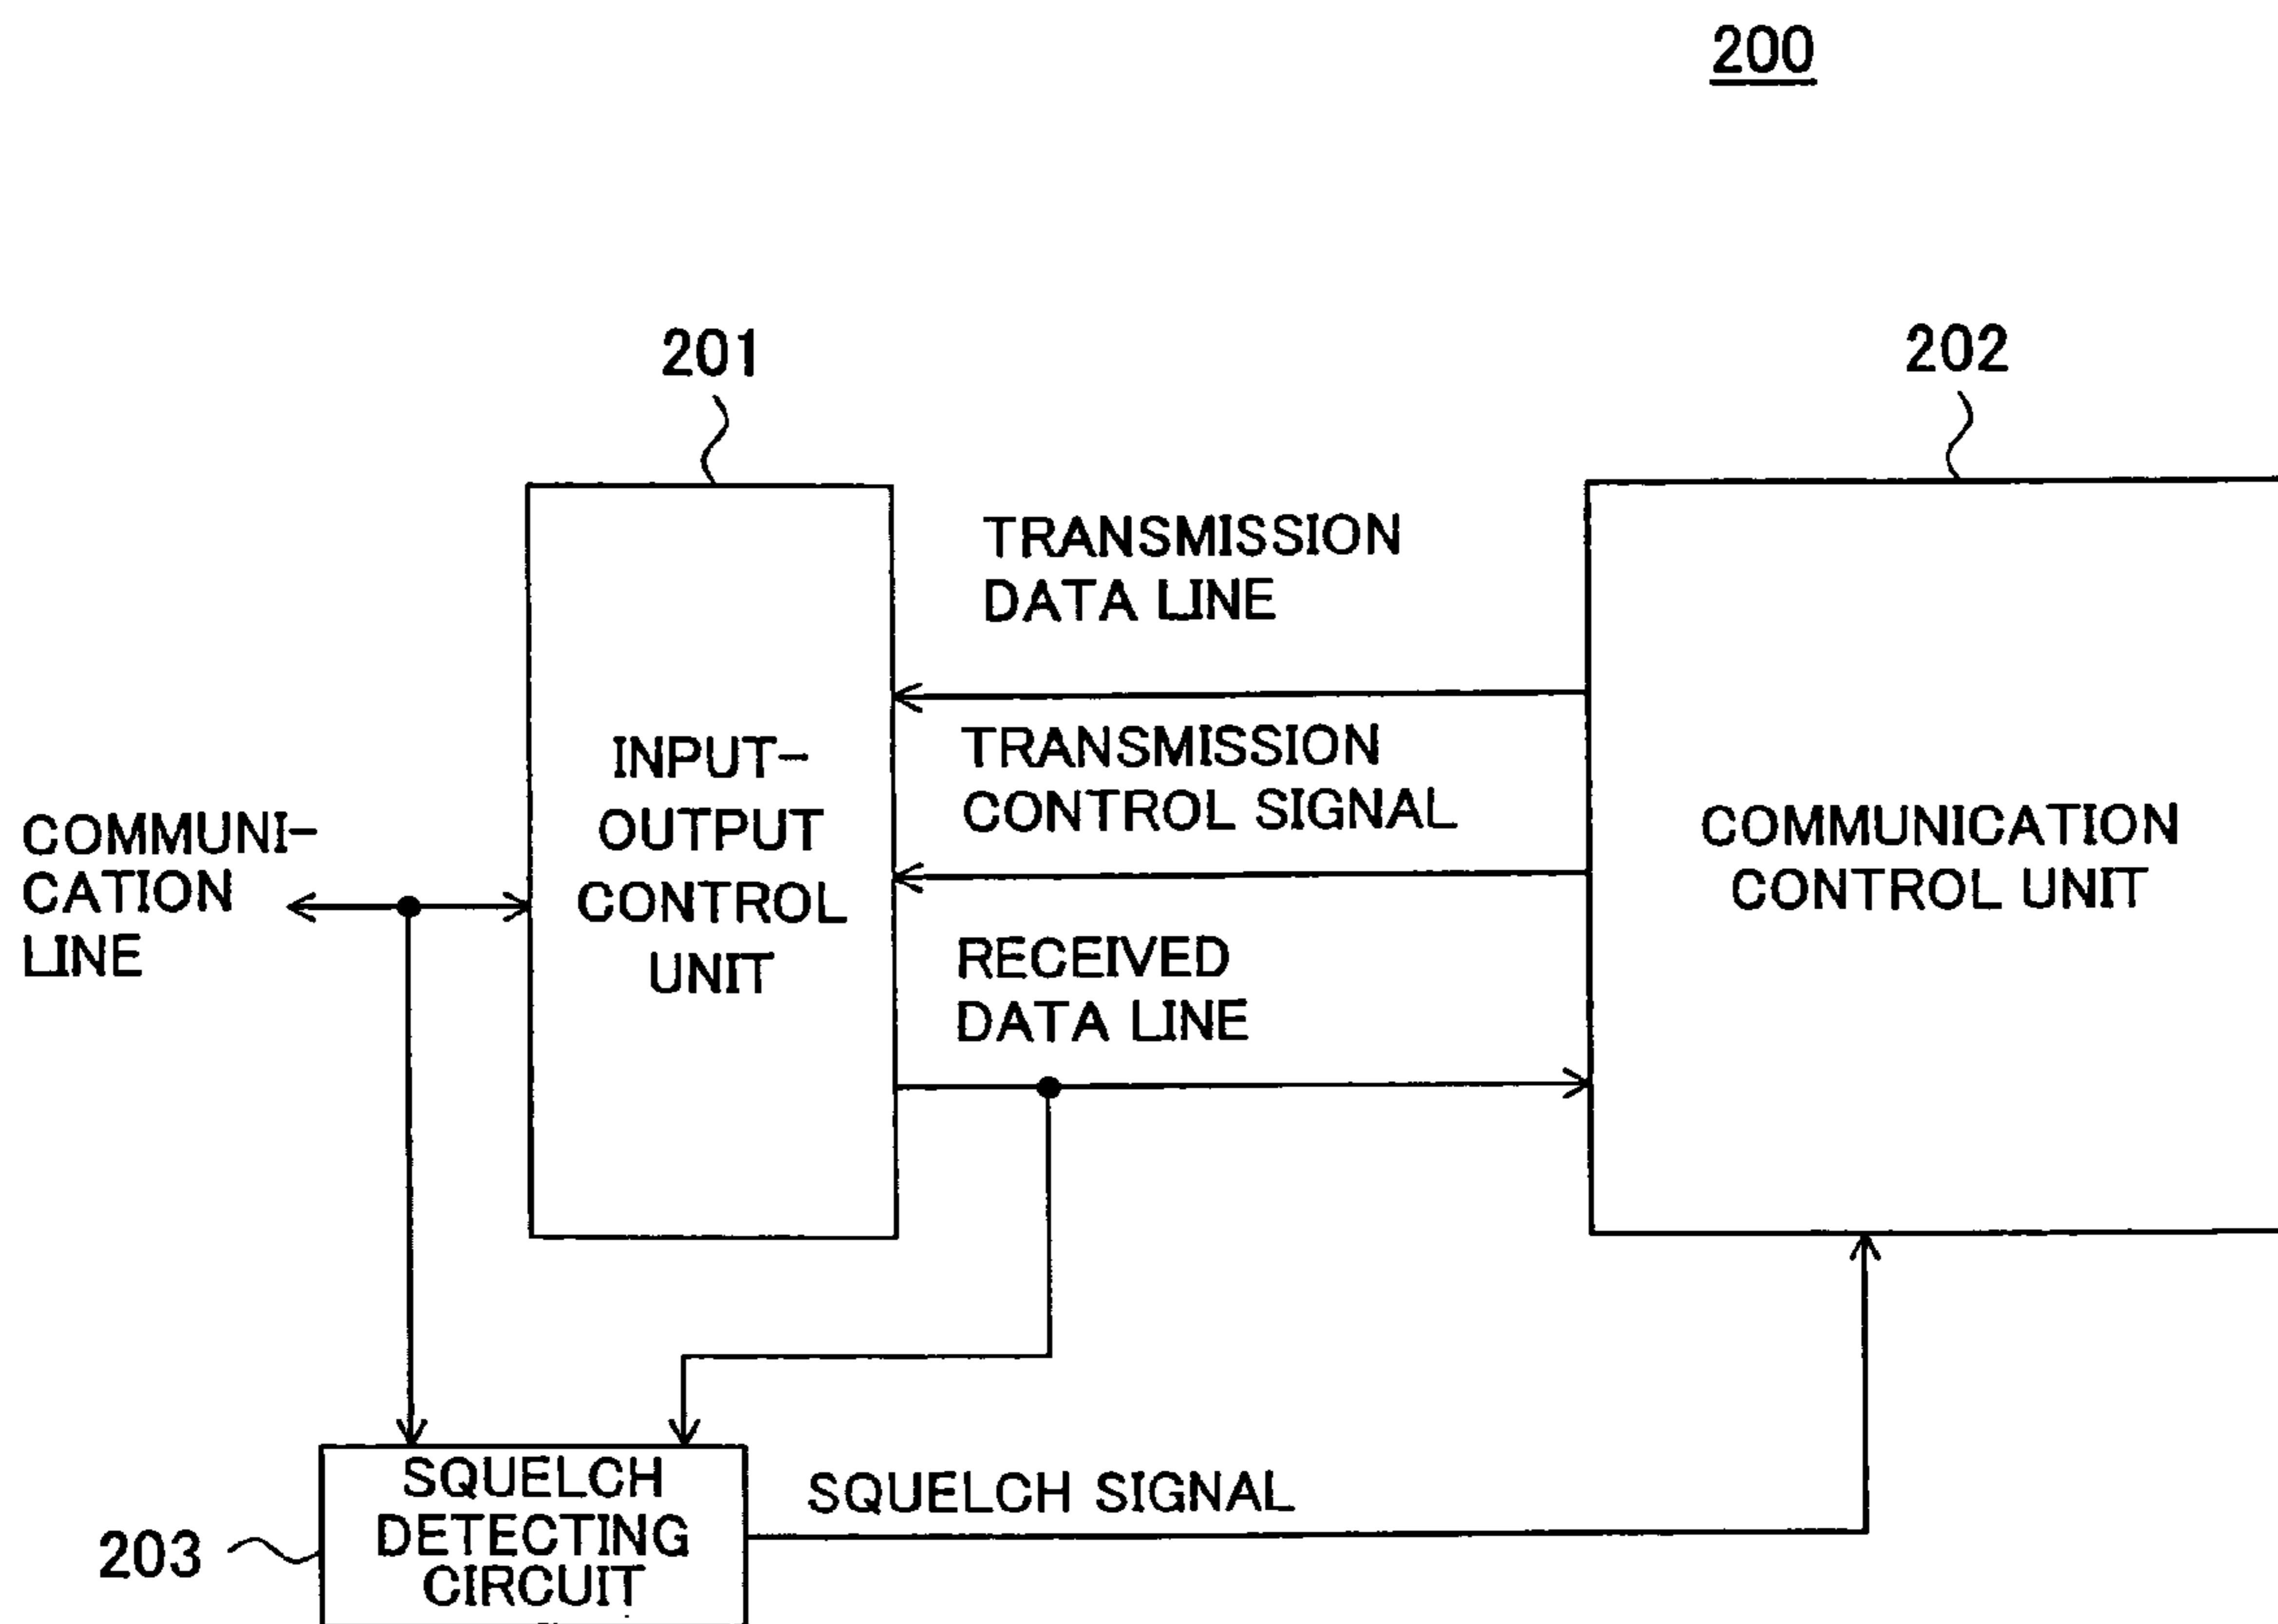 200
201
202
TRANSMISSION
DATA LINE
TRANSMISSION
CONTROL SIGNAL
INPUT-
OUTPUT
CONTROL
UNIT
COMMUNI-
CATION
LINE
COMMUNICATION
CONTROL UNIT
RECEIVED
DATA LINE
SQUELCH
DETECTING
CIRCUIT
SQUELCH SIGNAL
203